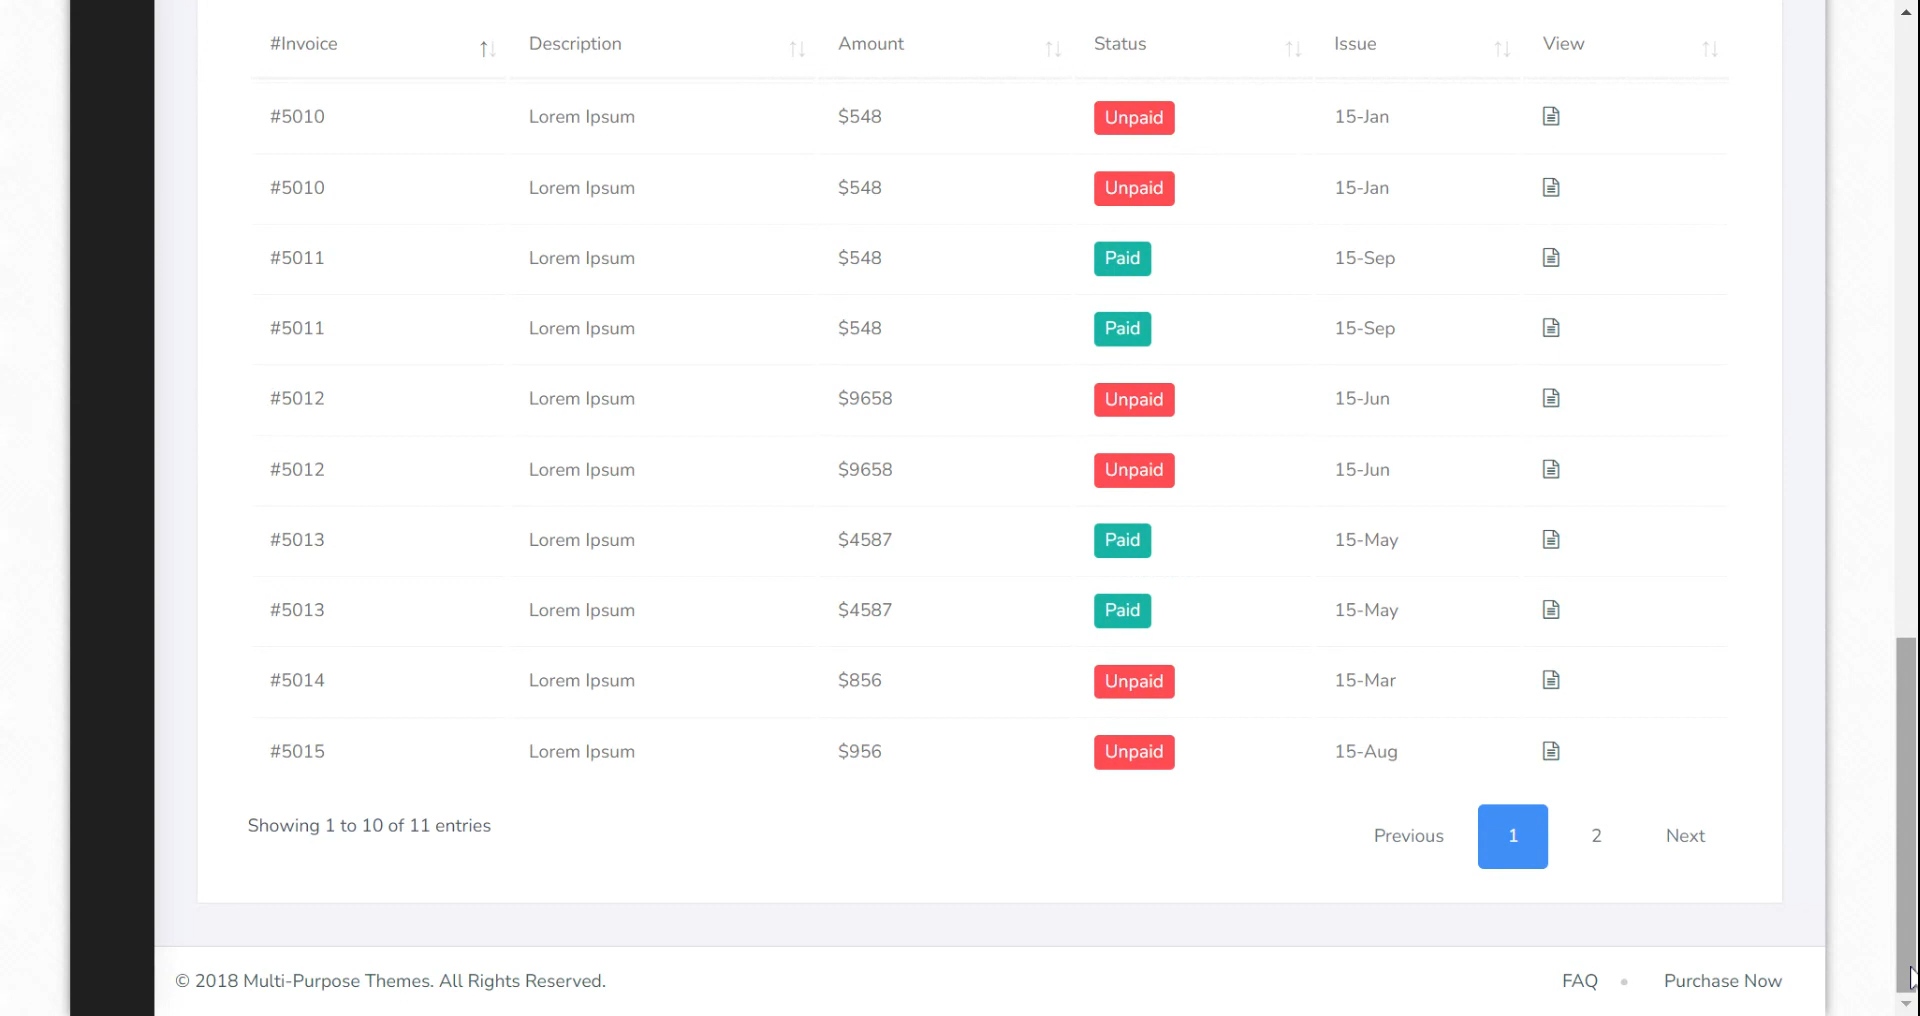 #Invoice Description Amount Status Issue View
#5010 Lorem Ipsum $548 Unpaid 15-Jan
#5010 Lorem Ipsum $548 Unpaid 15-Jan
#5011 Lorem Ipsum $548 Paid 15-Sep
#5011 Lorem Ipsum $548 Paid 15-Sep
#5012 Lorem Ipsum $9658 Unpaid 15-Jun
#5012 Lorem Ipsum $9658 Unpaid 15-Jun
#5013 Lorem Ipsum $4587 Paid 15-May
#5013 Lorem Ipsum $4587 Paid 15-May
#5014 Lorem Ipsum $856 Unpaid 15-Mar
#5015 Lorem Ipsum $956 Unpaid 15-Aug
Showing 1 to 10 of 11 entries
Previous 1 2 Next
© 2018 Multi-Purpose Themes. All Rights Reserved.
FAQ • Purchase Now